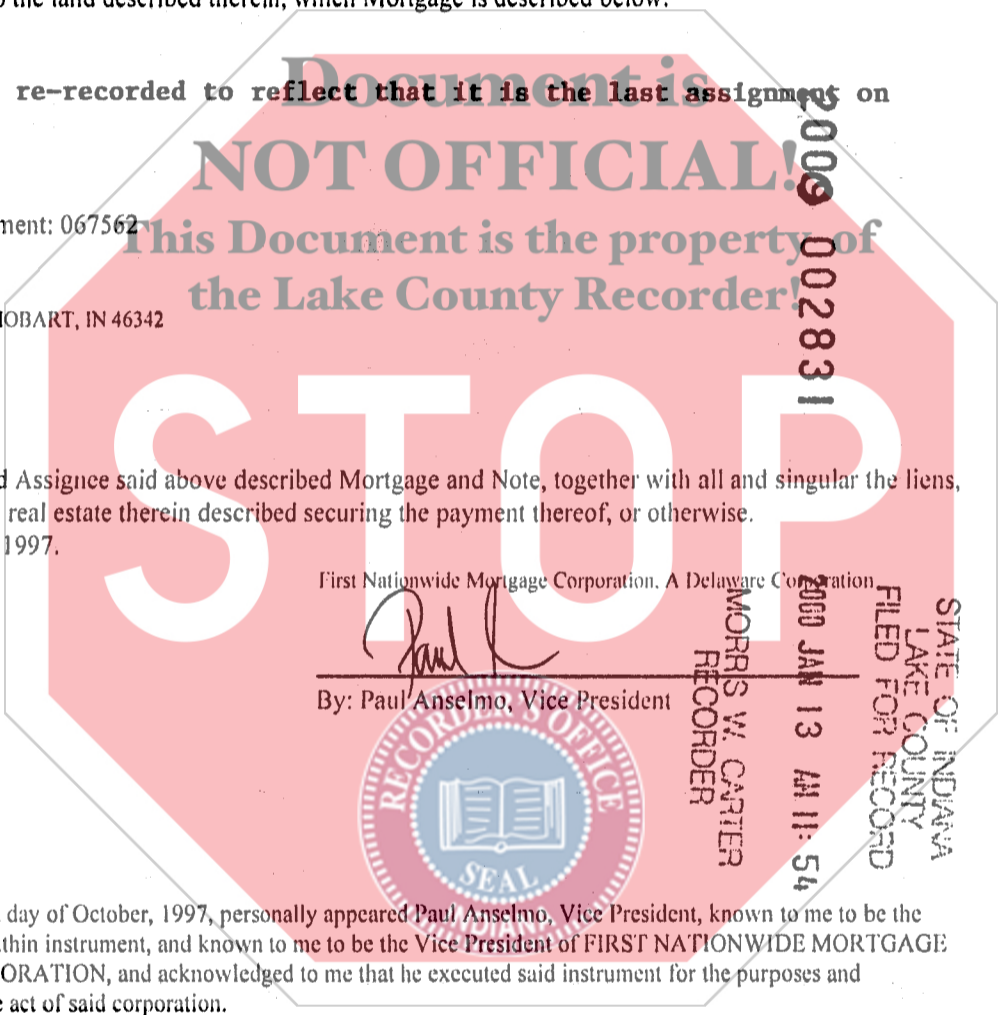 the land described therein, which Mortgage is described below.
Document is
re-recorded to reflect that it is the last assignment on
NOT OFFICIAL!
ment: 067562
This Document is the property of
the Lake County Recorder!
HOBART, IN 46342
STOP
d Assignee said above described Mortgage and Note, together with all and singular the liens,
real estate therein described securing the payment thereof, or otherwise.
1997.
First Nationwide Mortgage Corporation, A Delaware Corporation
Paul
By: Paul Anselmo, Vice President
RECORDER'S OFFICE
SEAL
INDIANA
day of October, 1997, personally appeared Paul Anselmo, Vice President, known to me to be the
thin instrument, and known to me to be the Vice President of FIRST NATIONWIDE MORTGAGE
ORATION, and acknowledged to me that he executed said instrument for the purposes and
act of said corporation.
002831
STATE OF INDIANA
LAKE COUNTY
FILED FOR RECORD
2000 JAN 13 AM 11: 54
MORRIS W. CARTER
RECORDER